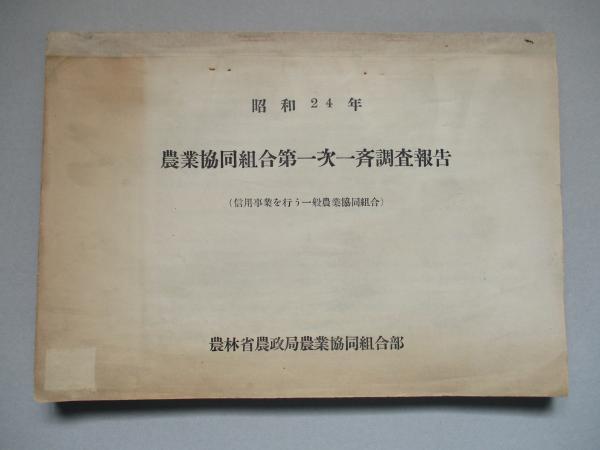 昭和24年
農業協同組合第一次一斉調査報告
（信用事業を行う一般農業協同組合）
農林省農政局農業協同組合部